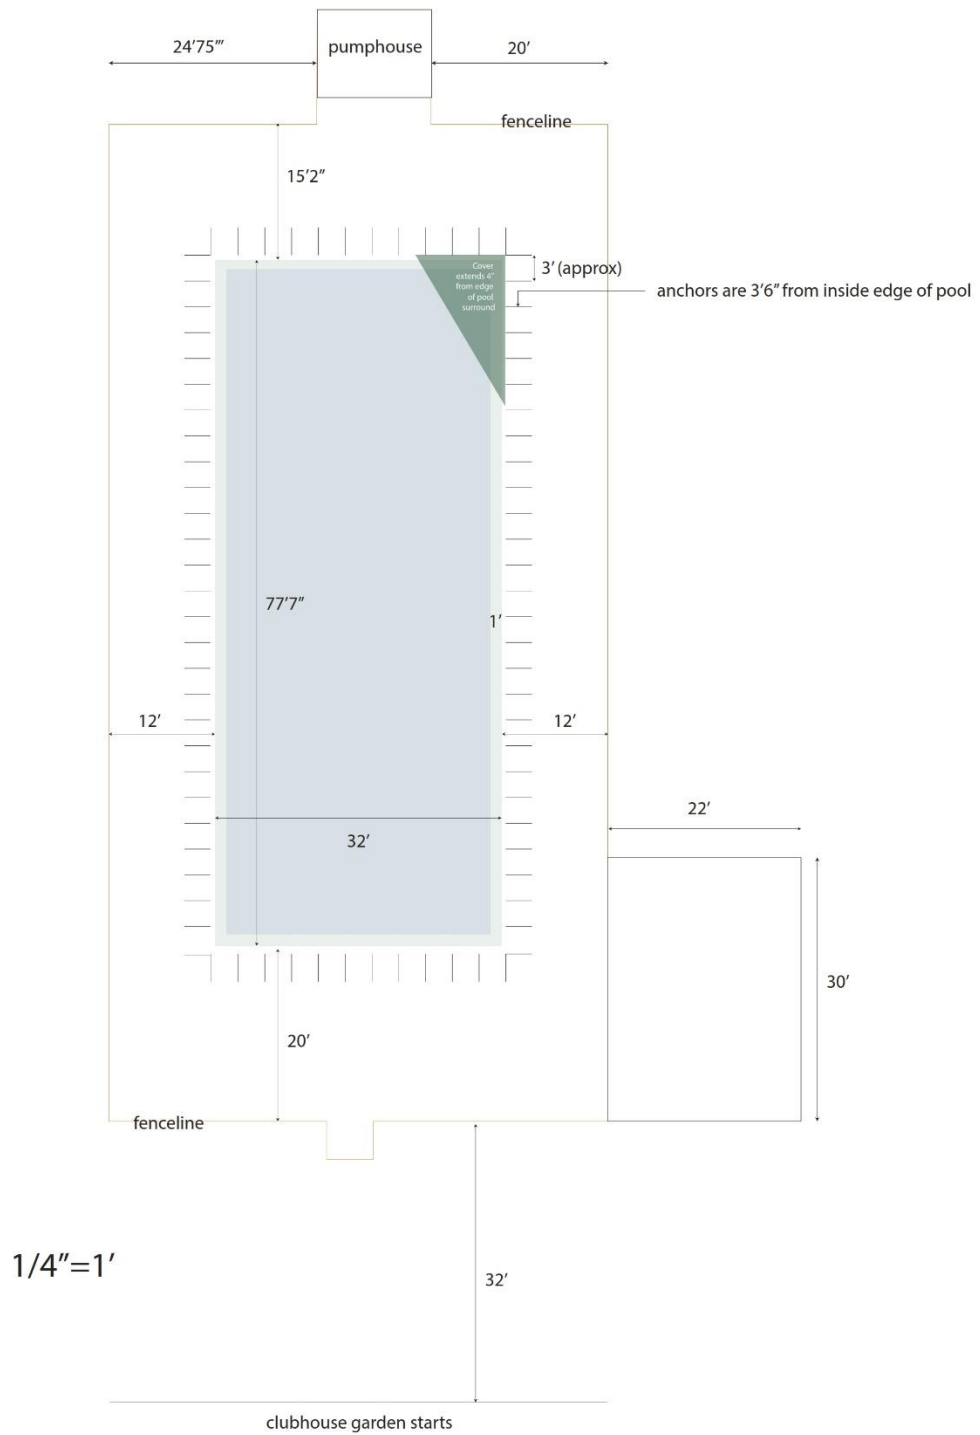 24'75'"
pumphouse
20'
fenceline
15'2"
Cover
extends 4"
from edge
of pool
surround
3' (approx)
anchors are 3'6" from inside edge of pool
77'7"
1'
12'
12'
32'
22'
30'
20'
fenceline
1/4"=1'
32'
clubhouse garden starts